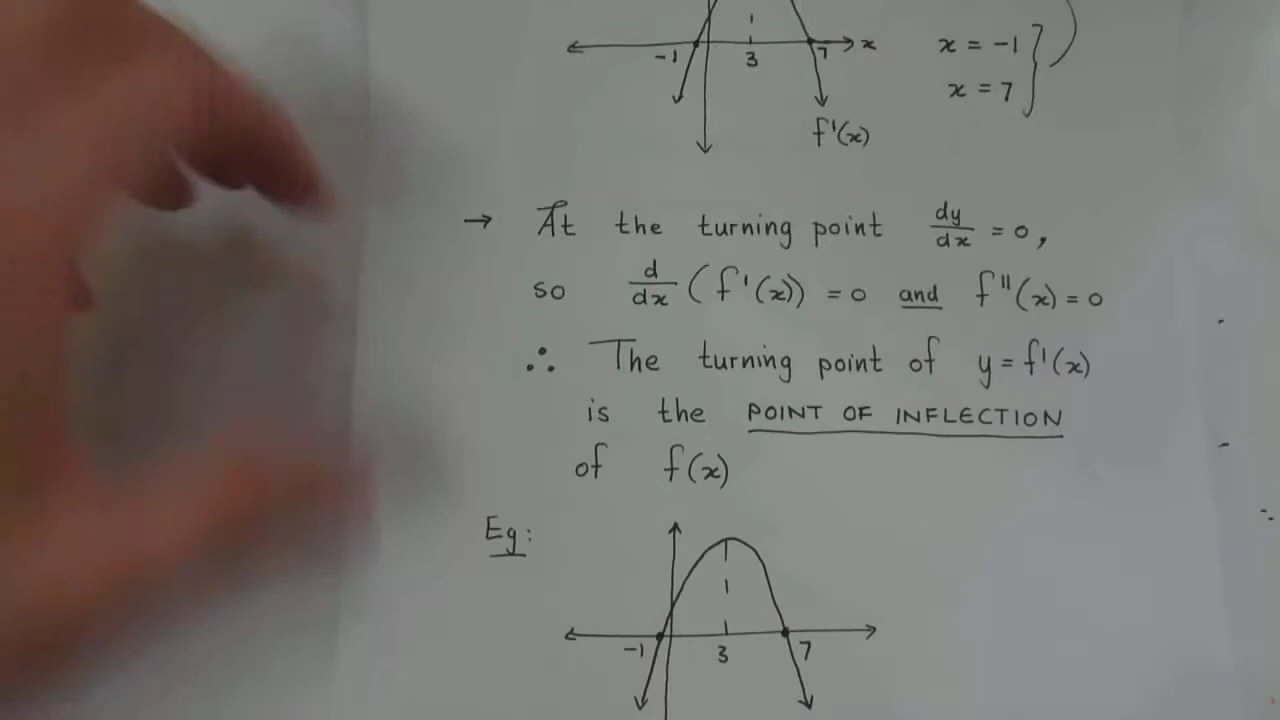 -1 3 7 x x = -1
x = 7
f'(x)
→ At the turning point dy/dx = 0,
so d/dx (f'(x)) = 0 and f''(x) = 0
∴ The turning point of y = f'(x)
is the POINT OF INFLECTION
of f(x)
Eg:
-1 3 7